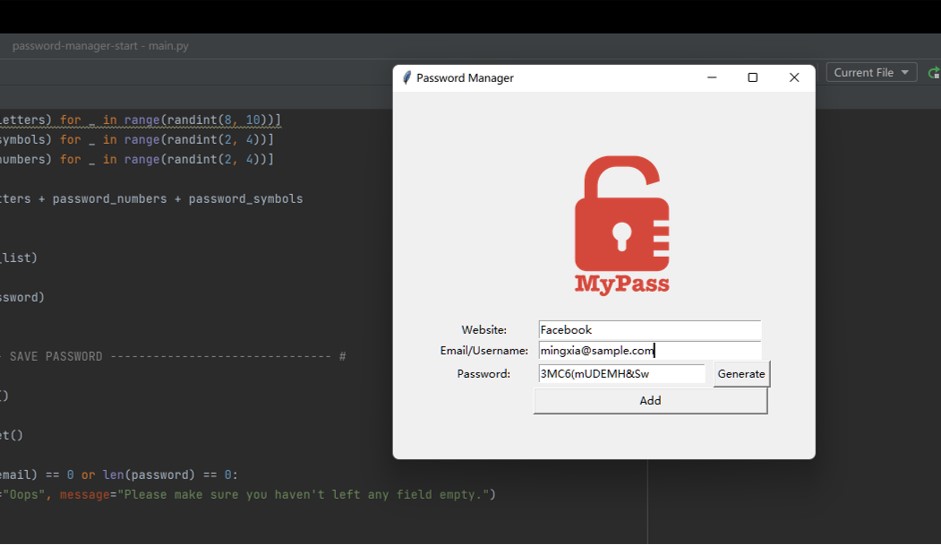 password-manager-start - main.py
Password Manager
Current File
etters) for _ in range(randint(8, 10))]
symbols) for _ in range(randint(2, 4))]
numbers) for _ in range(randint(2, 4))]
tters + password_numbers + password_symbols
_list)
ssword)
SAVE PASSWORD ------------------------------- #
()
et()
email) == 0 or len(password) == 0:
="Oops", message="Please make sure you haven't left any field empty.")
MyPass
Website: Facebook
Email/Username: mingxia@sample.com
Password: 3MC6(mUDEMH&Sw Generate
Add